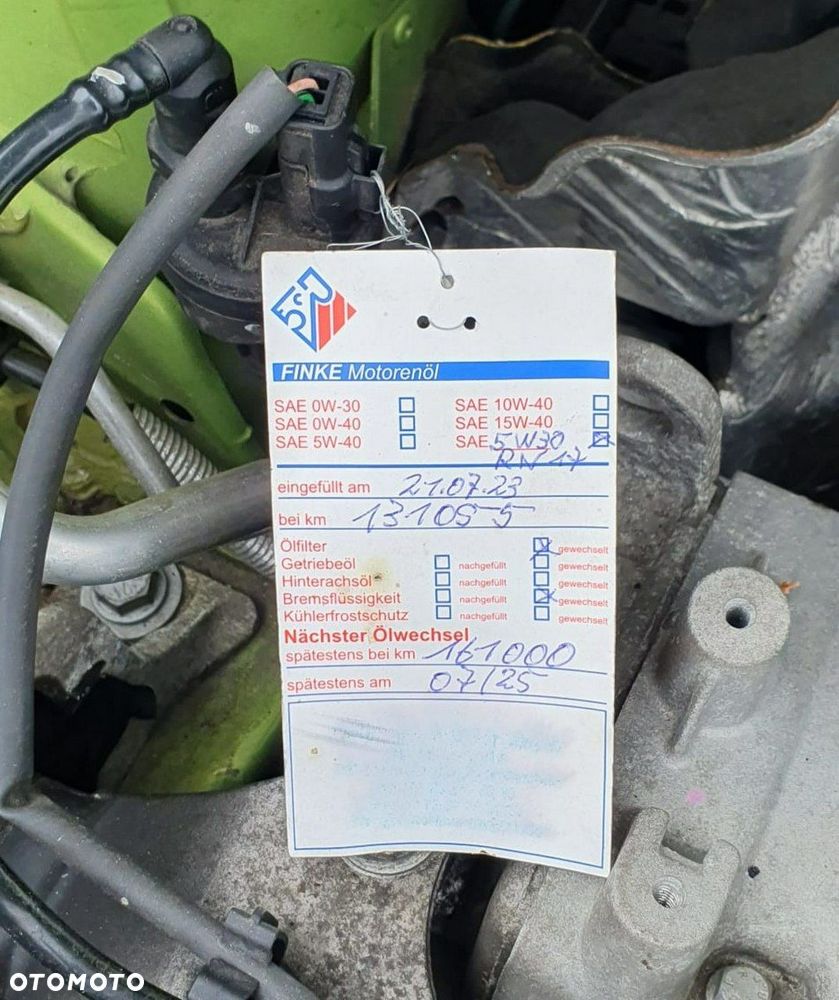 FINKE Motorenöl
SAE 0W-30 SAE 10W-40
SAE 0W-40 SAE 15W-40
SAE 5W-40 SAE 5W30
RN 17
eingefüllt am 21.07.23
bei km 131055
Ölfilter gewechselt
Getriebeöl nachgefüllt gewechselt
Hinterachsöl nachgefüllt gewechselt
Bremsflüssigkeit nachgefüllt gewechselt
Kühlerfrostschutz nachgefüllt gewechselt
Nächster Ölwechsel
spätestens bei km 161000
spätestens am 07/25
OTOMOTO